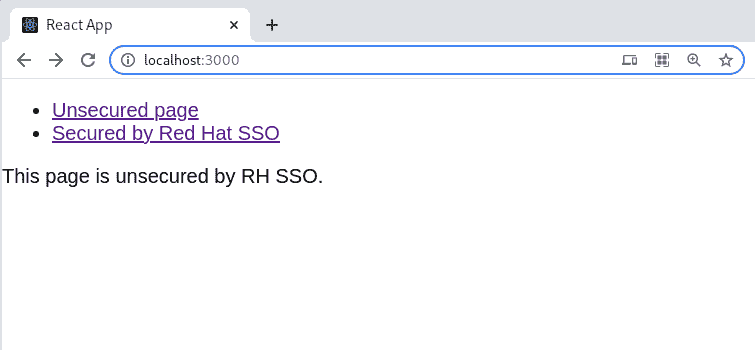 React App
localhost:3000
Unsecured page
Secured by Red Hat SSO
This page is unsecured by RH SSO.